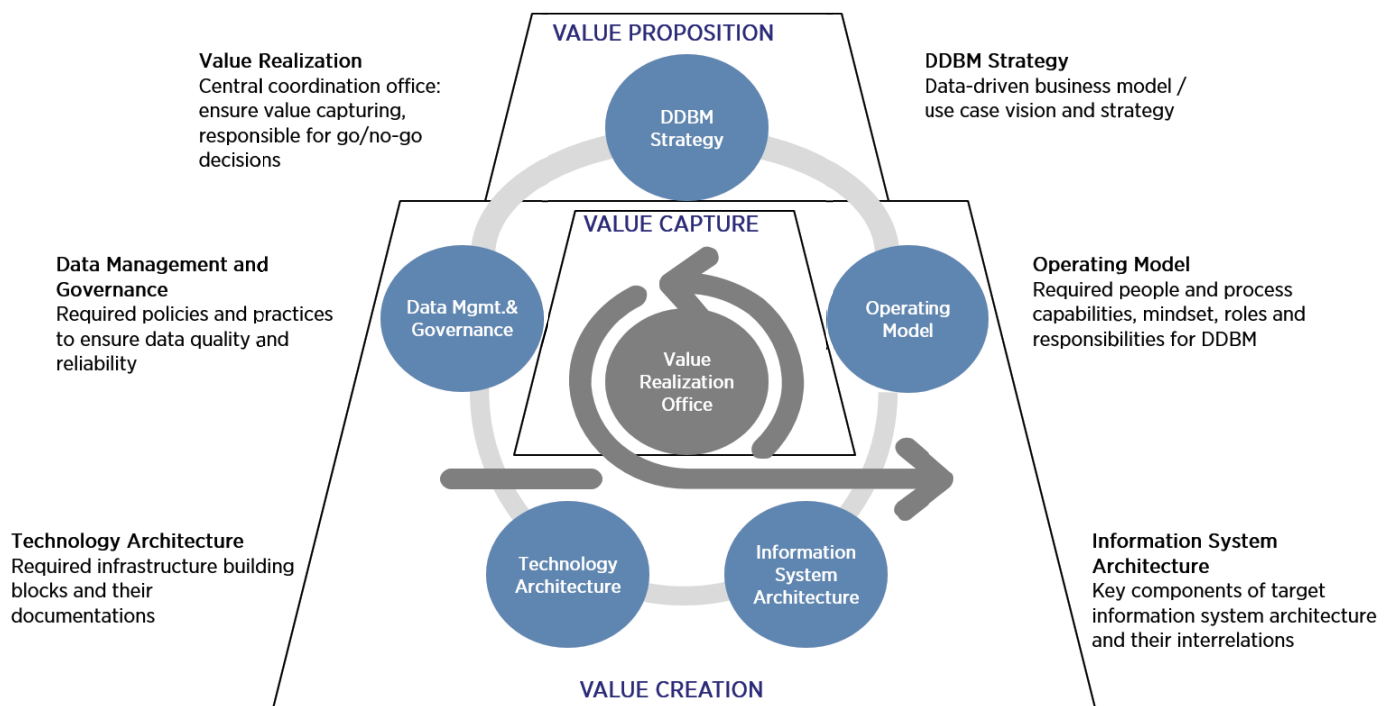 VALUE PROPOSITION
Value Realization
Central coordination office:
ensure value capturing,
responsible for go/no-go
decisions
DDBM
Strategy
DDBM Strategy
Data-driven business model /
use case vision and strategy
VALUE CAPTURE
Data Management and
Governance
Required policies and practices
to ensure data quality and
reliability
Data Mgmt.&
Governance
Value
Realization
Office
Operating
Model
Operating Model
Required people and process
capabilities, mindset, roles and
responsibilities for DDBM
Technology Architecture
Required infrastructure building
blocks and their
documentations
Technology
Architecture
Information
System
Architecture
Information System
Architecture
Key components of target
information system architecture
and their interrelations
VALUE CREATION